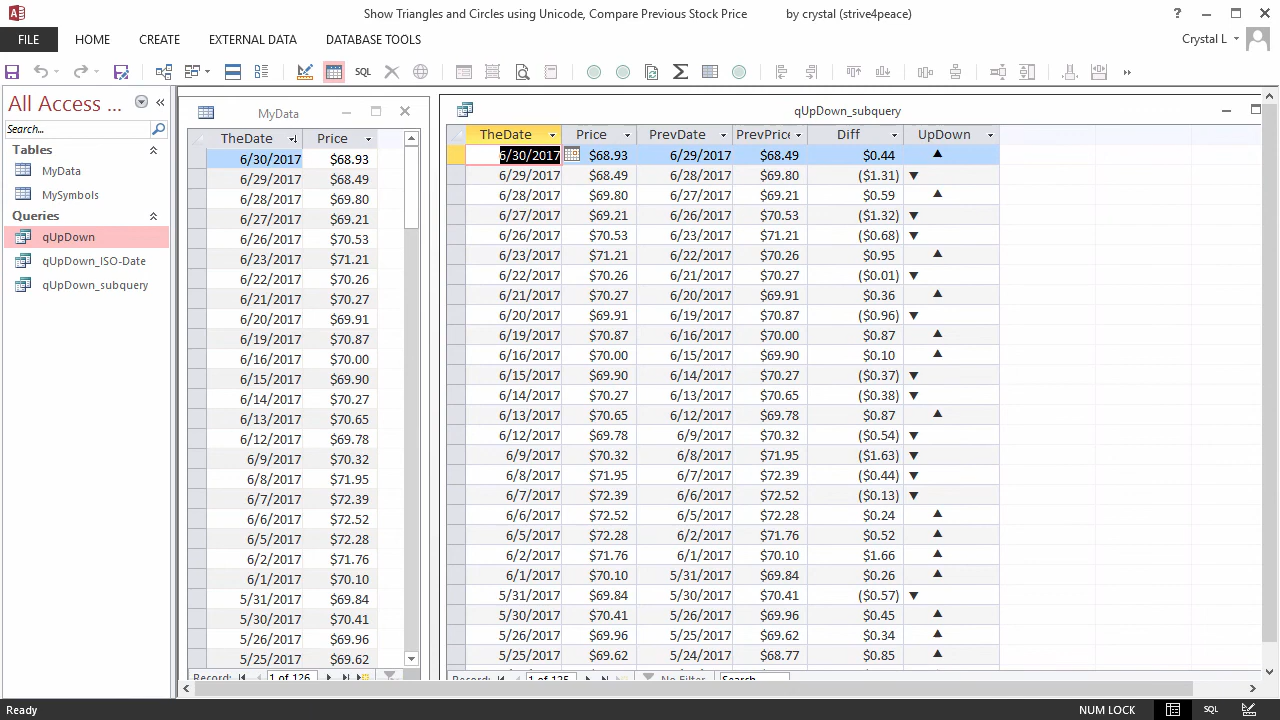 Show Triangles and Circles using Unicode, Compare Previous Stock Price by crystal (strive4peace)
FILE HOME CREATE EXTERNAL DATA DATABASE TOOLS Crystal L
SQL
All Access ...
Search...
Tables
MyData
MySymbols
Queries
qUpDown
qUpDown_ISO-Date
qUpDown_subquery
MyData
TheDate Price
6/30/2017 $68.93
6/29/2017 $68.49
6/28/2017 $69.80
6/27/2017 $69.21
6/26/2017 $70.53
6/23/2017 $71.21
6/22/2017 $70.26
6/21/2017 $70.27
6/20/2017 $69.91
6/19/2017 $70.87
6/16/2017 $70.00
6/15/2017 $69.90
6/14/2017 $70.27
6/13/2017 $70.65
6/12/2017 $69.78
6/9/2017 $70.32
6/8/2017 $71.95
6/7/2017 $72.39
6/6/2017 $72.52
6/5/2017 $72.28
6/2/2017 $71.76
6/1/2017 $70.10
5/31/2017 $69.84
5/30/2017 $70.41
5/26/2017 $69.96
5/25/2017 $69.62
Record: 1 of 126
qUpDown_subquery
TheDate Price PrevDate PrevPrice Diff UpDown
6/30/2017 $68.93 6/29/2017 $68.49 $0.44 ▲
6/29/2017 $68.49 6/28/2017 $69.80 ($1.31) ▼
6/28/2017 $69.80 6/27/2017 $69.21 $0.59 ▲
6/27/2017 $69.21 6/26/2017 $70.53 ($1.32) ▼
6/26/2017 $70.53 6/23/2017 $71.21 ($0.68) ▼
6/23/2017 $71.21 6/22/2017 $70.26 $0.95 ▲
6/22/2017 $70.26 6/21/2017 $70.27 ($0.01) ▼
6/21/2017 $70.27 6/20/2017 $69.91 $0.36 ▲
6/20/2017 $69.91 6/19/2017 $70.87 ($0.96) ▼
6/19/2017 $70.87 6/16/2017 $70.00 $0.87 ▲
6/16/2017 $70.00 6/15/2017 $69.90 $0.10 ▲
6/15/2017 $69.90 6/14/2017 $70.27 ($0.37) ▼
6/14/2017 $70.27 6/13/2017 $70.65 ($0.38) ▼
6/13/2017 $70.65 6/12/2017 $69.78 $0.87 ▲
6/12/2017 $69.78 6/9/2017 $70.32 ($0.54) ▼
6/9/2017 $70.32 6/8/2017 $71.95 ($1.63) ▼
6/8/2017 $71.95 6/7/2017 $72.39 ($0.44) ▼
6/7/2017 $72.39 6/6/2017 $72.52 ($0.13) ▼
6/6/2017 $72.52 6/5/2017 $72.28 $0.24 ▲
6/5/2017 $72.28 6/2/2017 $71.76 $0.52 ▲
6/2/2017 $71.76 6/1/2017 $70.10 $1.66 ▲
6/1/2017 $70.10 5/31/2017 $69.84 $0.26 ▲
5/31/2017 $69.84 5/30/2017 $70.41 ($0.57) ▼
5/30/2017 $70.41 5/26/2017 $69.96 $0.45 ▲
5/26/2017 $69.96 5/25/2017 $69.62 $0.34 ▲
5/25/2017 $69.62 5/24/2017 $68.77 $0.85 ▲
Record: 1 of 125 No Filter Search
Ready NUM LOCK SQL